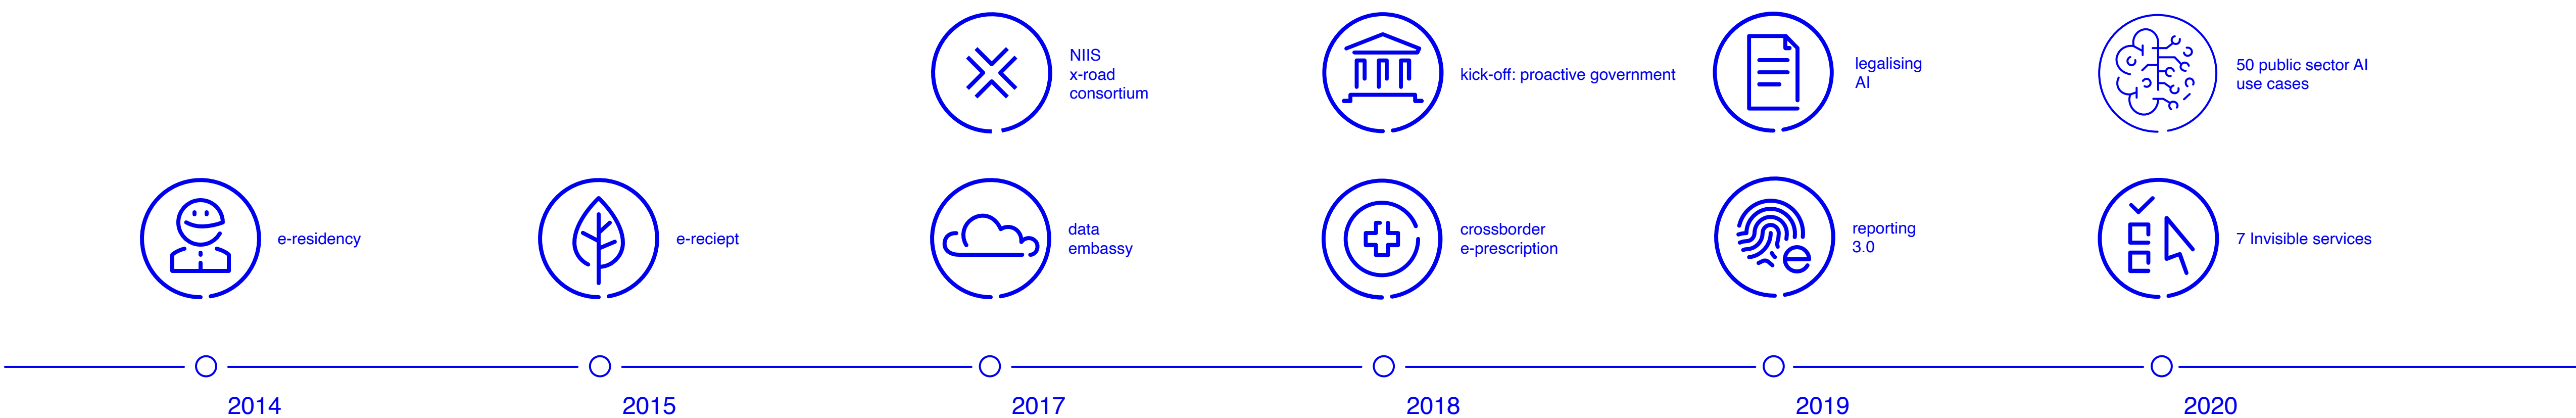 NIIS
x-road
consortium
kick-off: proactive government
legalising
AI
50 public sector AI
use cases
e-residency
e-reciept
data
embassy
crossborder
e-prescription
reporting
3.0
7 Invisible services
2014
2015
2017
2018
2019
2020